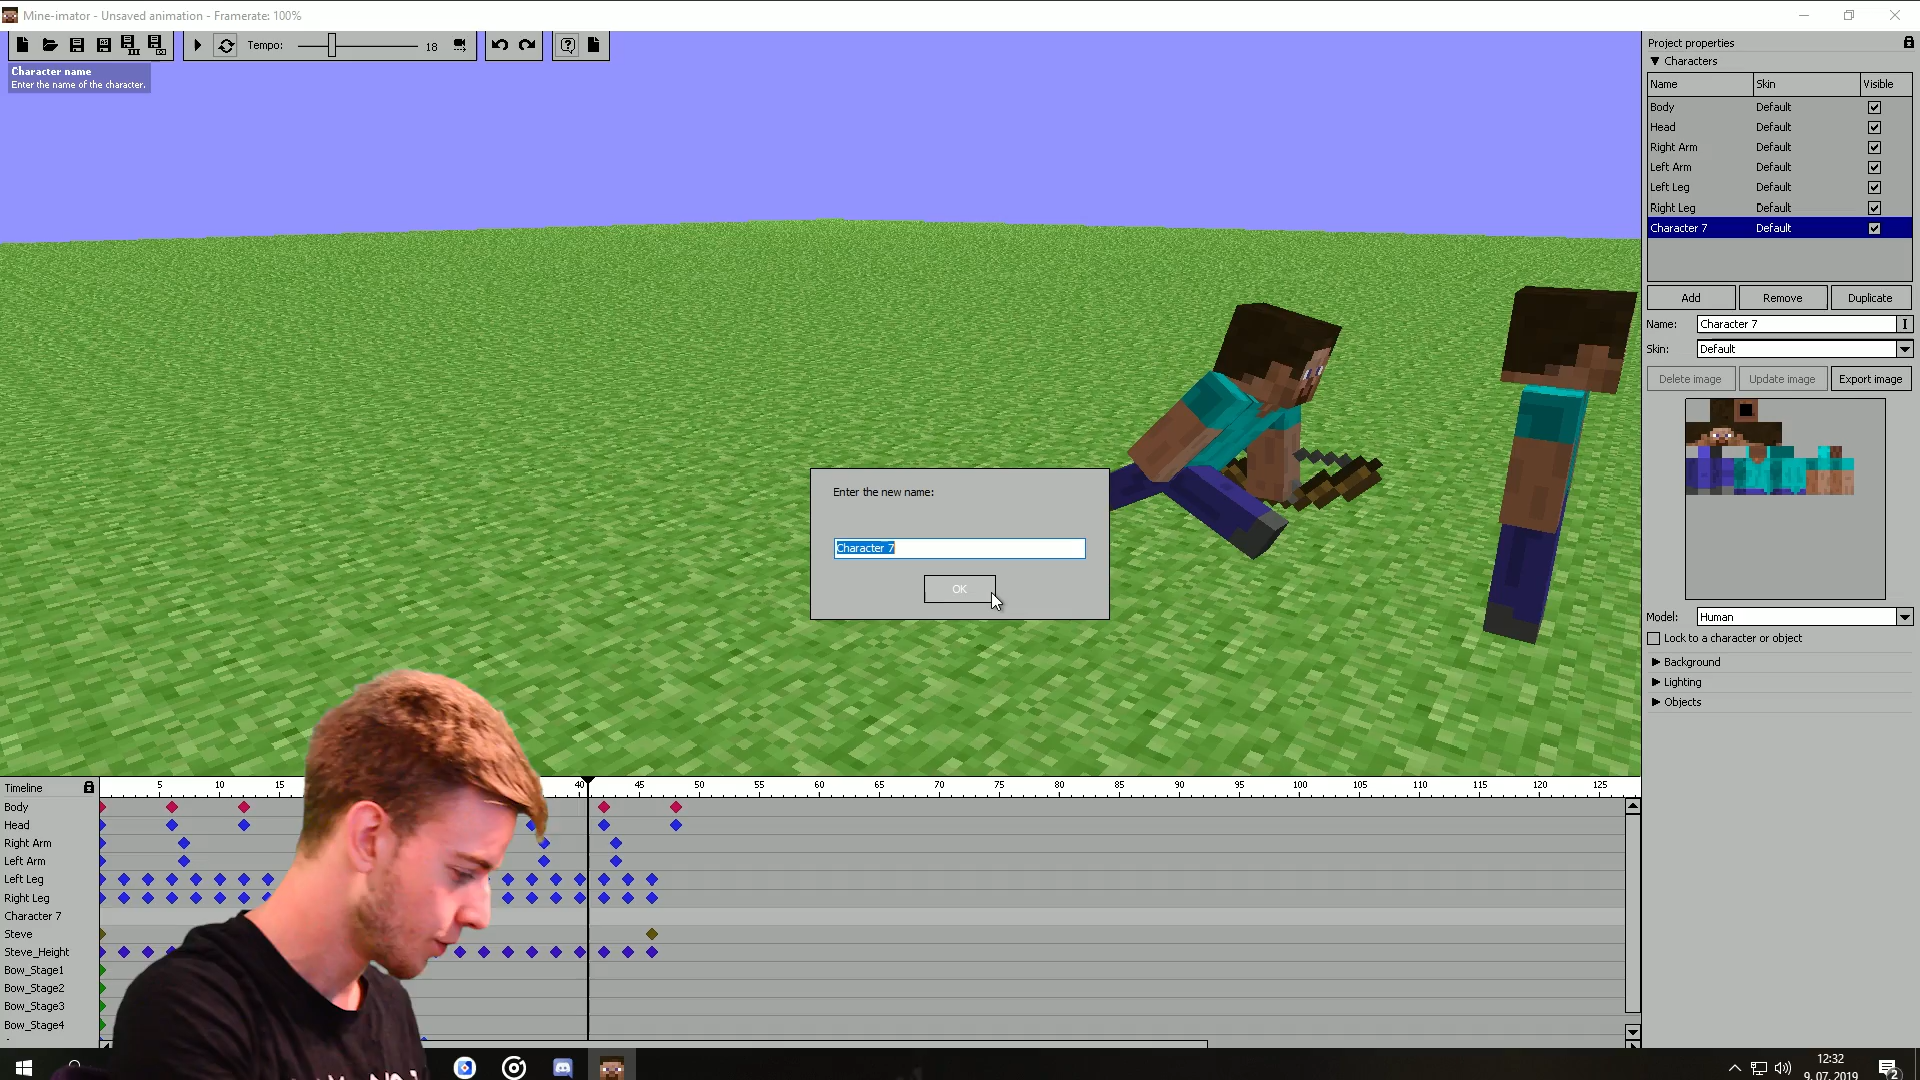 Mine-imator - Unsaved animation - Framerate: 100%
Tempo:
18
Character name
Enter the name of the character.
Project properties
Characters
Name Skin Visible
Body Default
Head Default
Right Arm Default
Left Arm Default
Left Leg Default
Right Leg Default
Character 7 Default
Add Remove Duplicate
Name: Character 7
Skin: Default
Delete image Update image Export image
Enter the new name:
Character 7
OK
Model: Human
Lock to a character or object
Background
Lighting
Objects
Timeline
5 10 15 40 45 50 55 60 65 70 75 80 85 90 95 100 105 110 115 120 125
Body
Head
Right Arm
Left Arm
Left Leg
Right Leg
Character 7
Steve
Steve_Height
Bow_Stage1
Bow_Stage2
Bow_Stage3
Bow_Stage4
12:32
9. 07. 2019
2